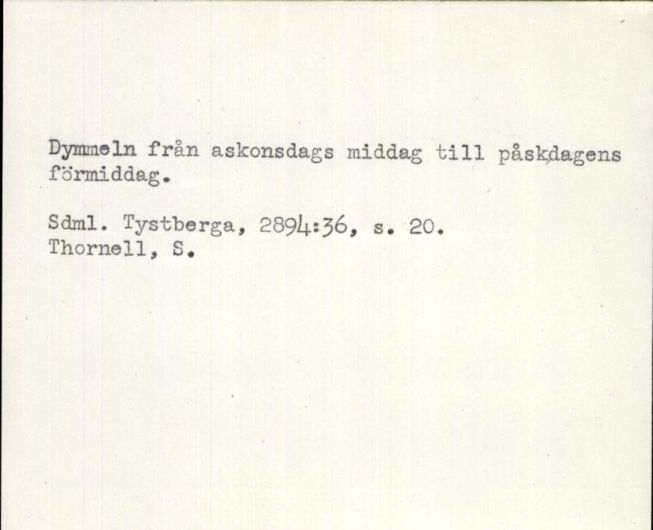 Dymmeln från askonsdags middag till påskdagens
förmiddag.
Sdml. Tystberga, 2894:36, s. 20.
Thornell, S.